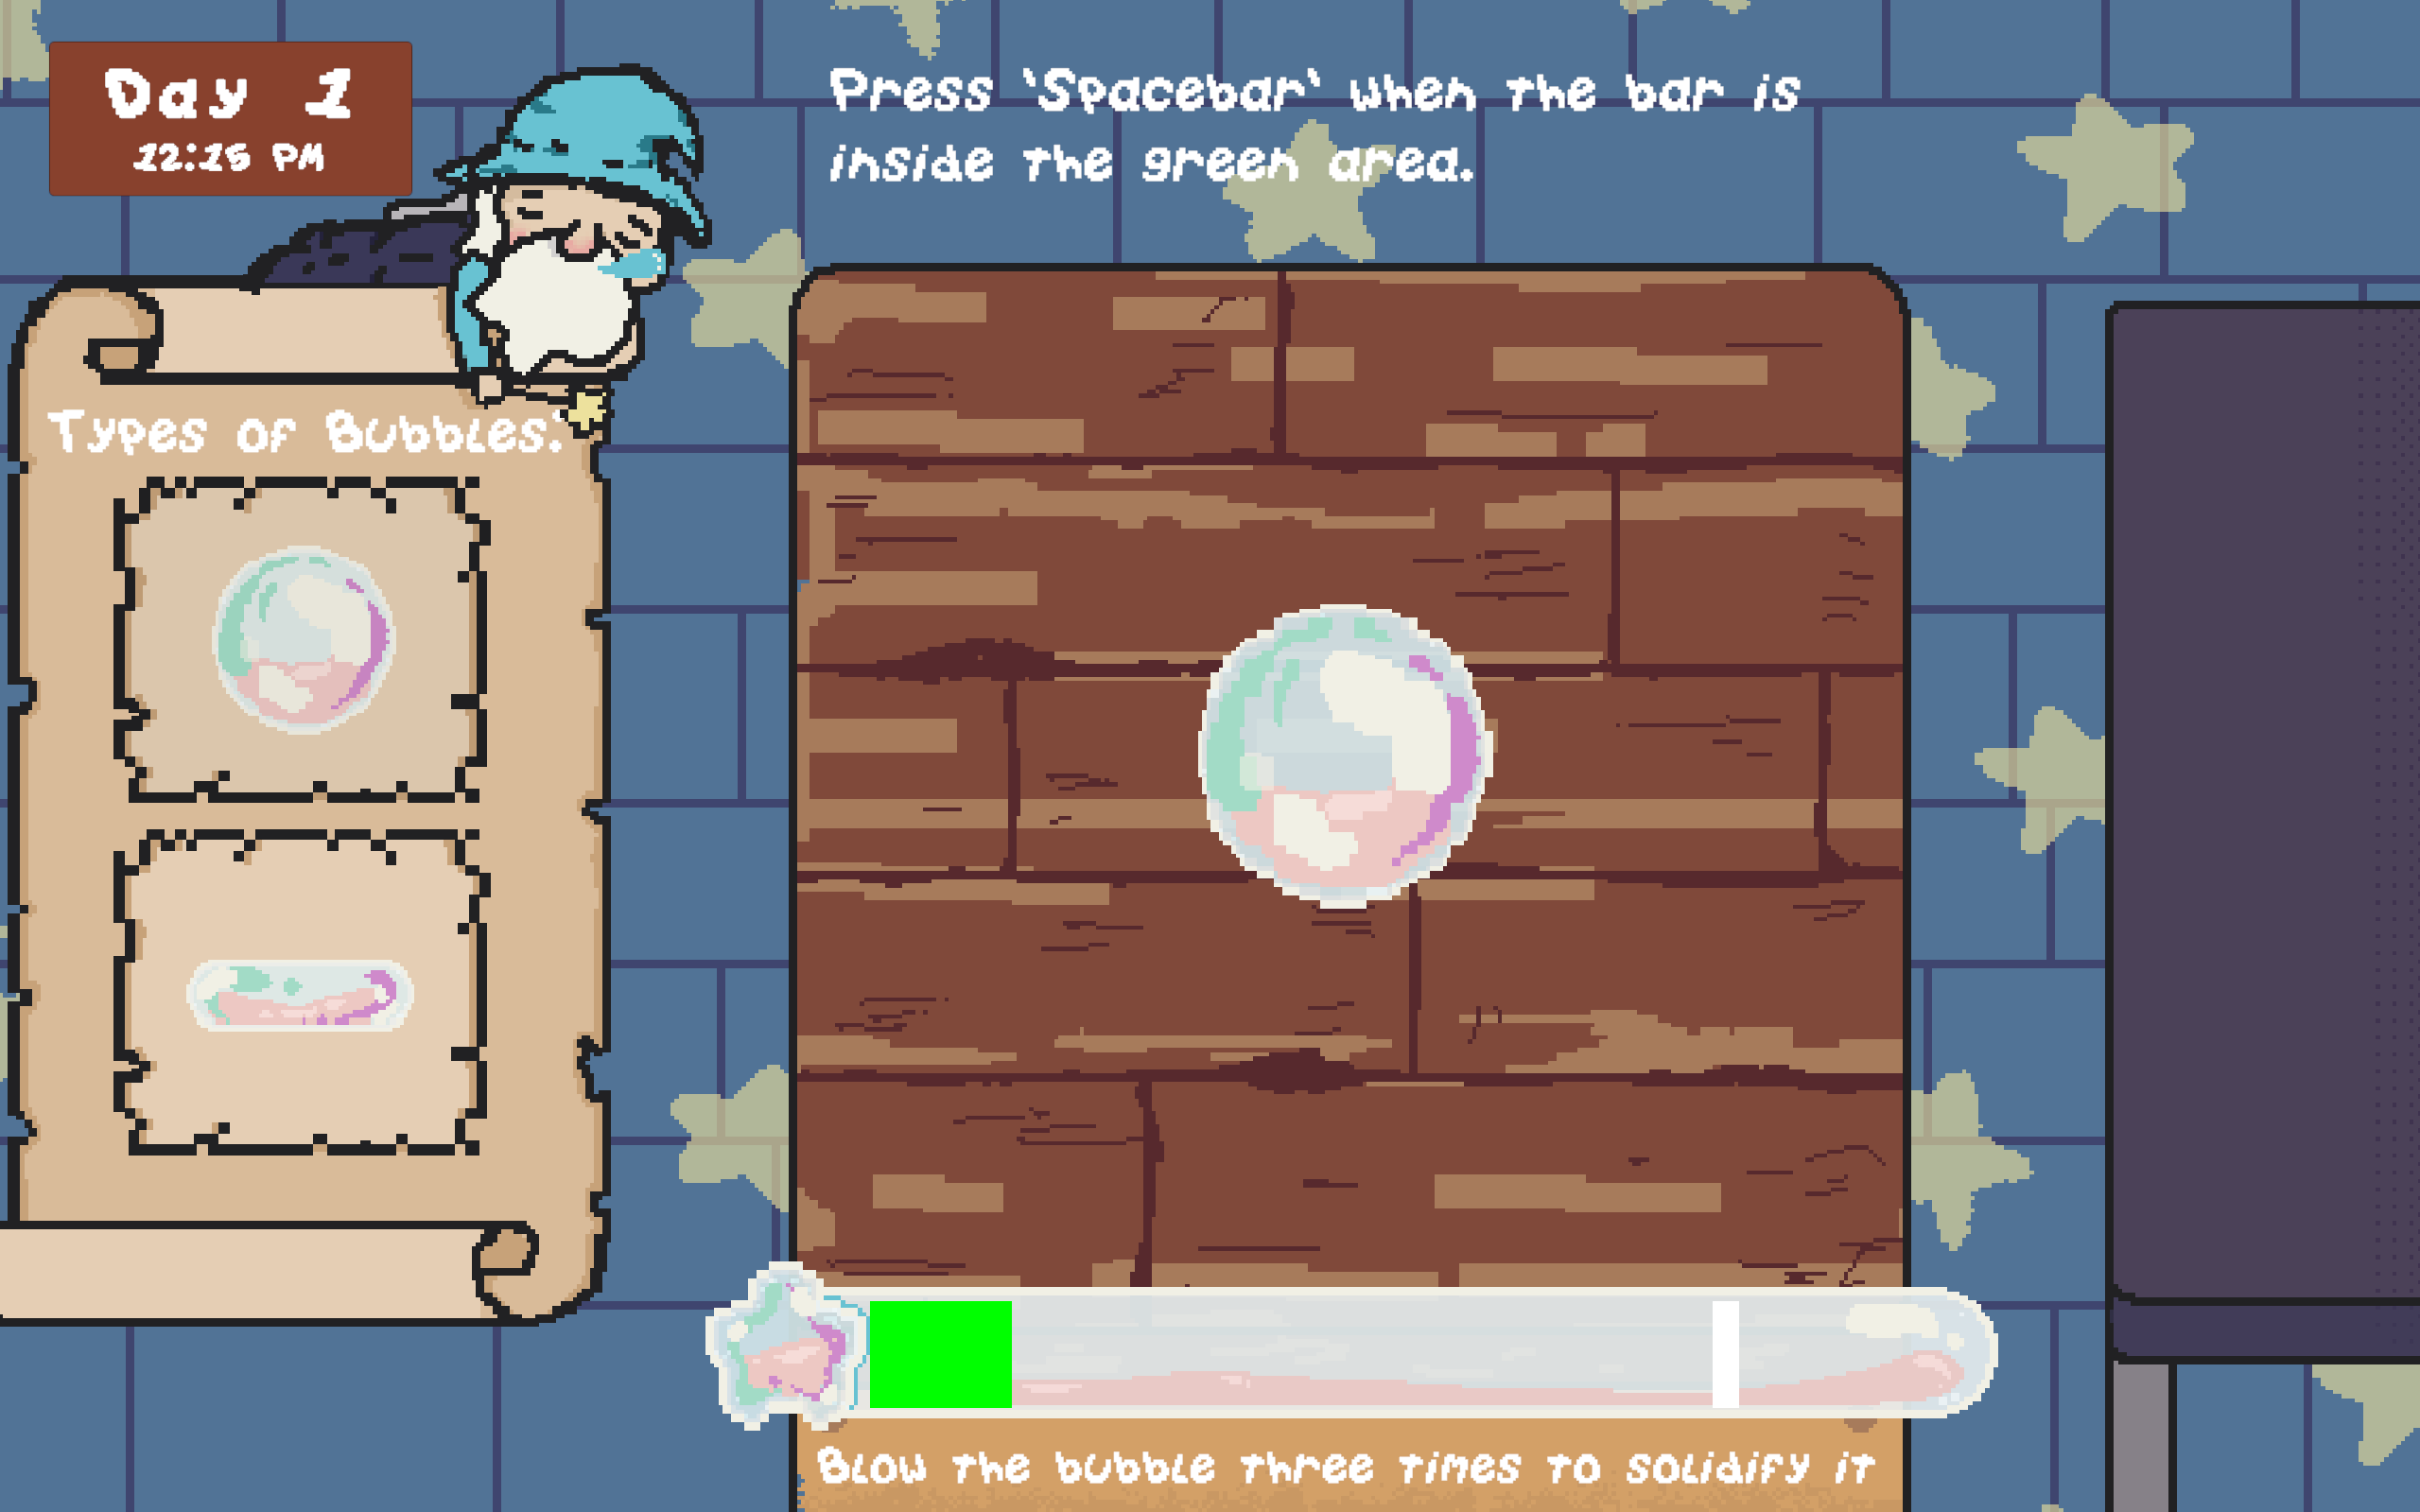 Day 1
12:15 PM
Press 'Spacebar' when the bar is
inside the green area.
Types of Bubbles:
Blow the bubble three times to solidify it